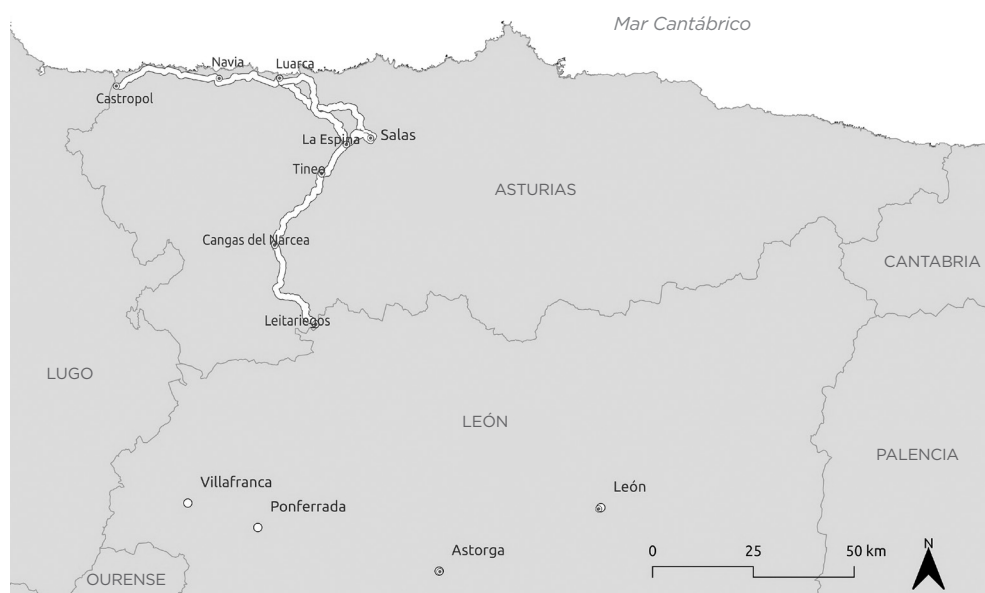 Mar Cantábrico
Navia
Luarca
Castropol
La Espina
Salas
Tineo
ASTURIAS
Cangas del Narcea
CANTABRIA
Leitariegos
LUGO
LEÓN
PALENCIA
Villafranca
León
Ponferrada
Astorga
0 25 50 km
N
OURENSE